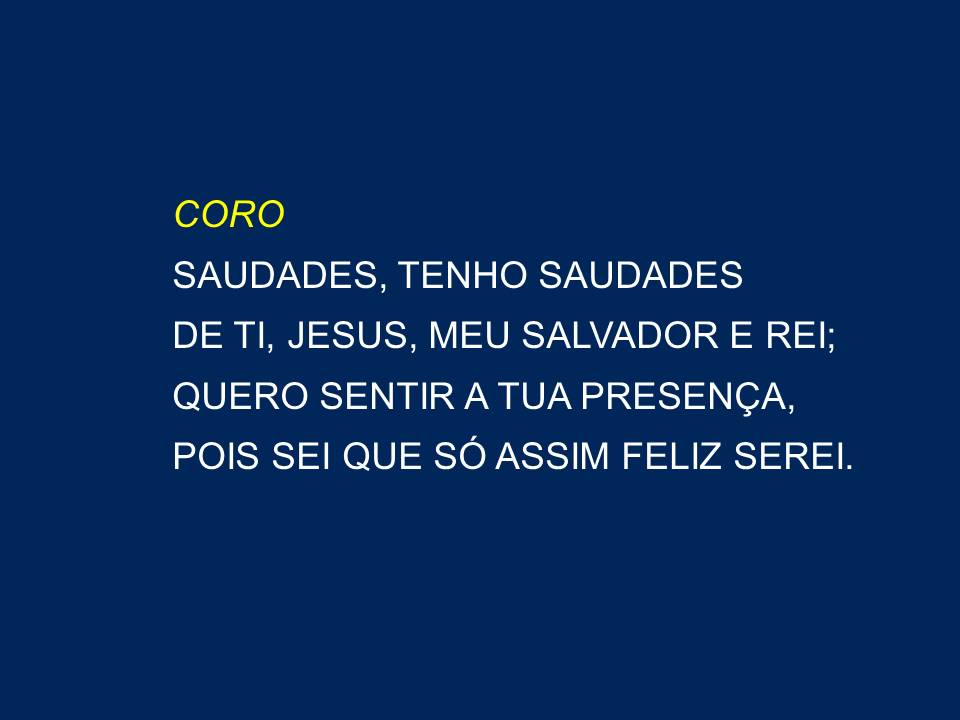 CORO
SAUDADES, TENHO SAUDADES
DE TI, JESUS, MEU SALVADOR E REI;
QUERO SENTIR A TUA PRESENÇA,
POIS SEI QUE SÓ ASSIM FELIZ SEREI.